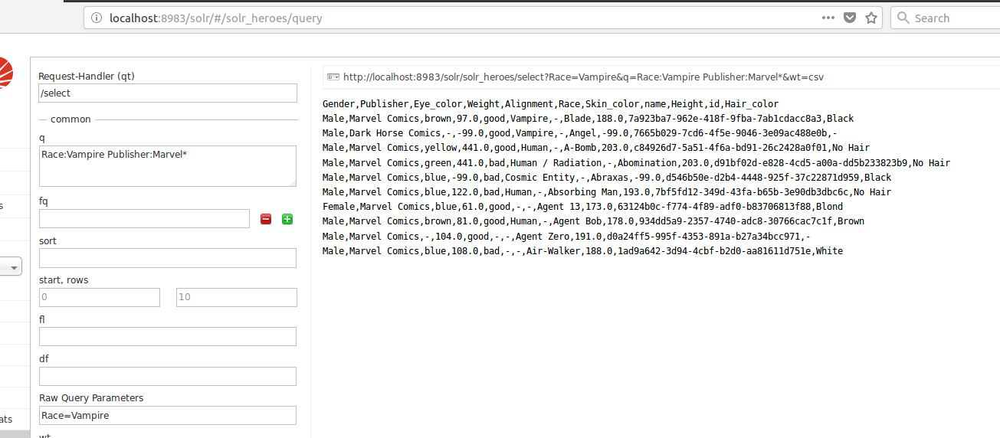 localhost:8983/solr/#/solr_heroes/query
Search
Request-Handler (qt)
/select
common
q
Race:Vampire Publisher:Marvel*
fq
sort
start, rows
0
10
fl
df
Raw Query Parameters
Race=Vampire
wt
s
ats
http://localhost:8983/solr/solr_heroes/select?Race=Vampire&q=Race:Vampire Publisher:Marvel*&wt=csv
Gender,Publisher,Eye_color,Weight,Alignment,Race,Skin_color,name,Height,id,Hair_color
Male,Marvel Comics,brown,97.0,good,Vampire,-,Blade,188.0,7a923ba7-962e-418f-9fba-7ab1cdacc8a3,Black
Male,Dark Horse Comics,-,-99.0,good,Vampire,-,Angel,-99.0,7665b029-7cd6-4f5e-9046-3e09ac488e0b,-
Male,Marvel Comics,yellow,441.0,good,Human,-,A-Bomb,203.0,c84926d7-5a51-4f6a-bd91-26c2428a0f01,No Hair
Male,Marvel Comics,green,441.0,bad,Human / Radiation,-,Abomination,203.0,d91bf02d-e828-4cd5-a00a-dd5b233823b9,No Hair
Male,Marvel Comics,blue,-99.0,bad,Cosmic Entity,-,Abraxas,-99.0,d546b50e-d2b4-4448-925f-37c22871d959,Black
Male,Marvel Comics,blue,122.0,bad,Human,-,Absorbing Man,193.0,7bf5fd12-349d-43fa-b65b-3e90db3dbc6c,No Hair
Female,Marvel Comics,blue,61.0,good,-,-,Agent 13,173.0,63124b0c-f774-4f89-adf0-b83706813f88,Blond
Male,Marvel Comics,brown,81.0,good,Human,-,Agent Bob,178.0,934dd5a9-2357-4740-adc8-30766cac7c1f,Brown
Male,Marvel Comics,-,104.0,good,-,-,Agent Zero,191.0,d0a24ff5-995f-4353-891a-b27a34bcc971,-
Male,Marvel Comics,blue,108.0,bad,-,-,Air-Walker,188.0,1ad9a642-3d94-4cbf-b2d0-aa81611d751e,White